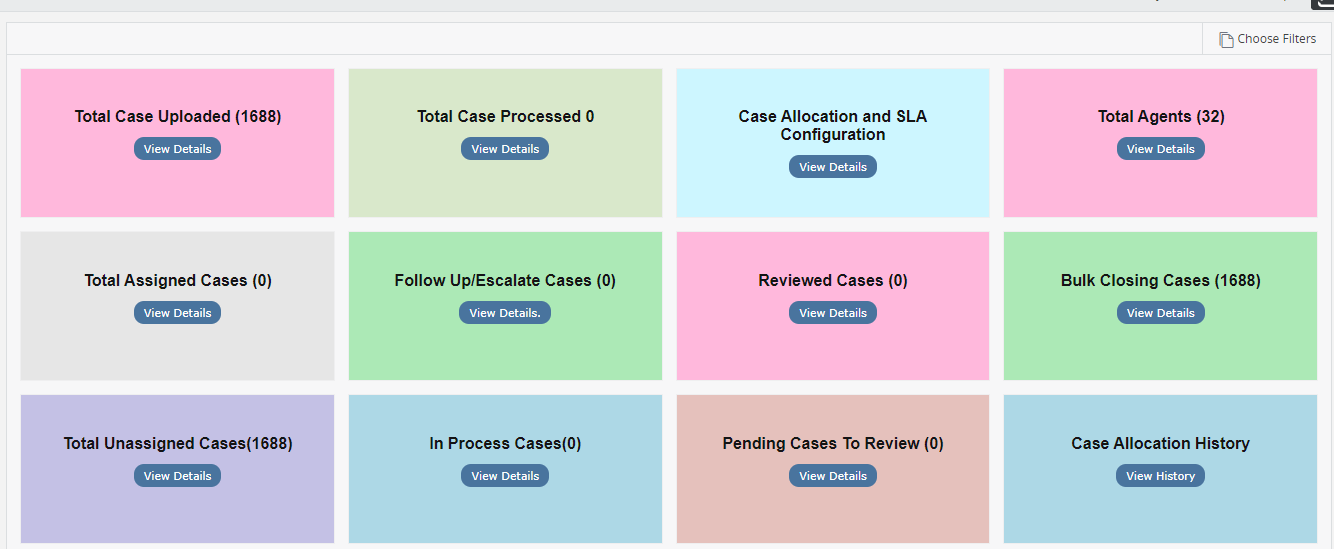 Choose Filters
Total Case Uploaded (1688)
View Details
Total Case Processed 0
View Details
Case Allocation and SLA
Configuration
View Details
Total Agents (32)
View Details
Total Assigned Cases (0)
View Details
Follow Up/Escalate Cases (0)
View Details.
Reviewed Cases (0)
View Details
Bulk Closing Cases (1688)
View Details
Total Unassigned Cases(1688)
View Details
In Process Cases(0)
View Details
Pending Cases To Review (0)
View Details
Case Allocation History
View History